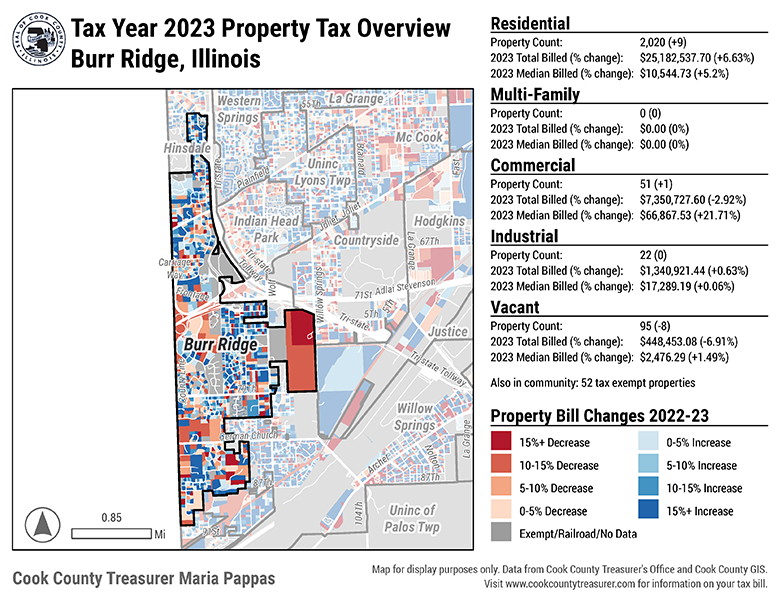 Tax Year 2023 Property Tax Overview
Burr Ridge, Illinois
Residential
Property Count: 2,020 (+9)
2023 Total Billed (% change): $25,182,537.70 (+6.63%)
2023 Median Billed (% change): $10,544.73 (+5.2%)
Multi-Family
Property Count: 0 (0)
2023 Total Billed (% change): $0.00 (0%)
2023 Median Billed (% change): $0.00 (0%)
Commercial
Property Count: 51 (+1)
2023 Total Billed (% change): $7,350,727.60 (-2.92%)
2023 Median Billed (% change): $66,867.53 (+21.71%)
Industrial
Property Count: 22 (0)
2023 Total Billed (% change): $1,340,921.44 (+0.63%)
2023 Median Billed (% change): $17,289.19 (+0.06%)
Vacant
Property Count: 95 (-8)
2023 Total Billed (% change): $448,453.08 (-6.91%)
2023 Median Billed (% change): $2,476.29 (+1.49%)
Also in community: 52 tax exempt properties
Property Bill Changes 2022-23
15%+ Decrease
10-15% Decrease
5-10% Decrease
0-5% Decrease
0-5% Increase
5-10% Increase
10-15% Increase
15%+ Increase
Exempt/Railroad/No Data
Western
Springs
55Th
La Grange
Hinsdale
Mc Cook
Uninc
Lyons Twp
Brainard
East
Tri-state
Plainfield
Indian Head
Park
Joliet Joliet
Countryside
Hodgkins
La Grange
67Th
Tri-state
Tollway
Carriage
Way
Frontage
Wolf
Willow Springs
71St Adlai Stevenson
Tri-state
57th
5Th
Justice
Burr Ridge
County Line
Tri-state Tollway
Willow
Springs
German Church
La Grange
Archer
Nolton
87Th
87Th
104Th
Uninc of
Palos Twp
91St
0.85
Mi
Cook County Treasurer Maria Pappas
Map for display purposes only. Data from Cook County Treasurer's Office and Cook County GIS.
Visit www.cookcountytreasurer.com for information on your tax bill.